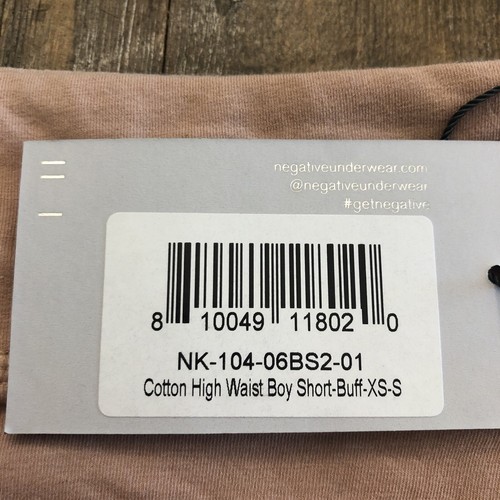 negativeunderwear.com
@negativeunderwear
#getnegative
8 10049 11802 0
NK-104-06BS2-01
Cotton High Waist Boy Short-Buff-XS-S